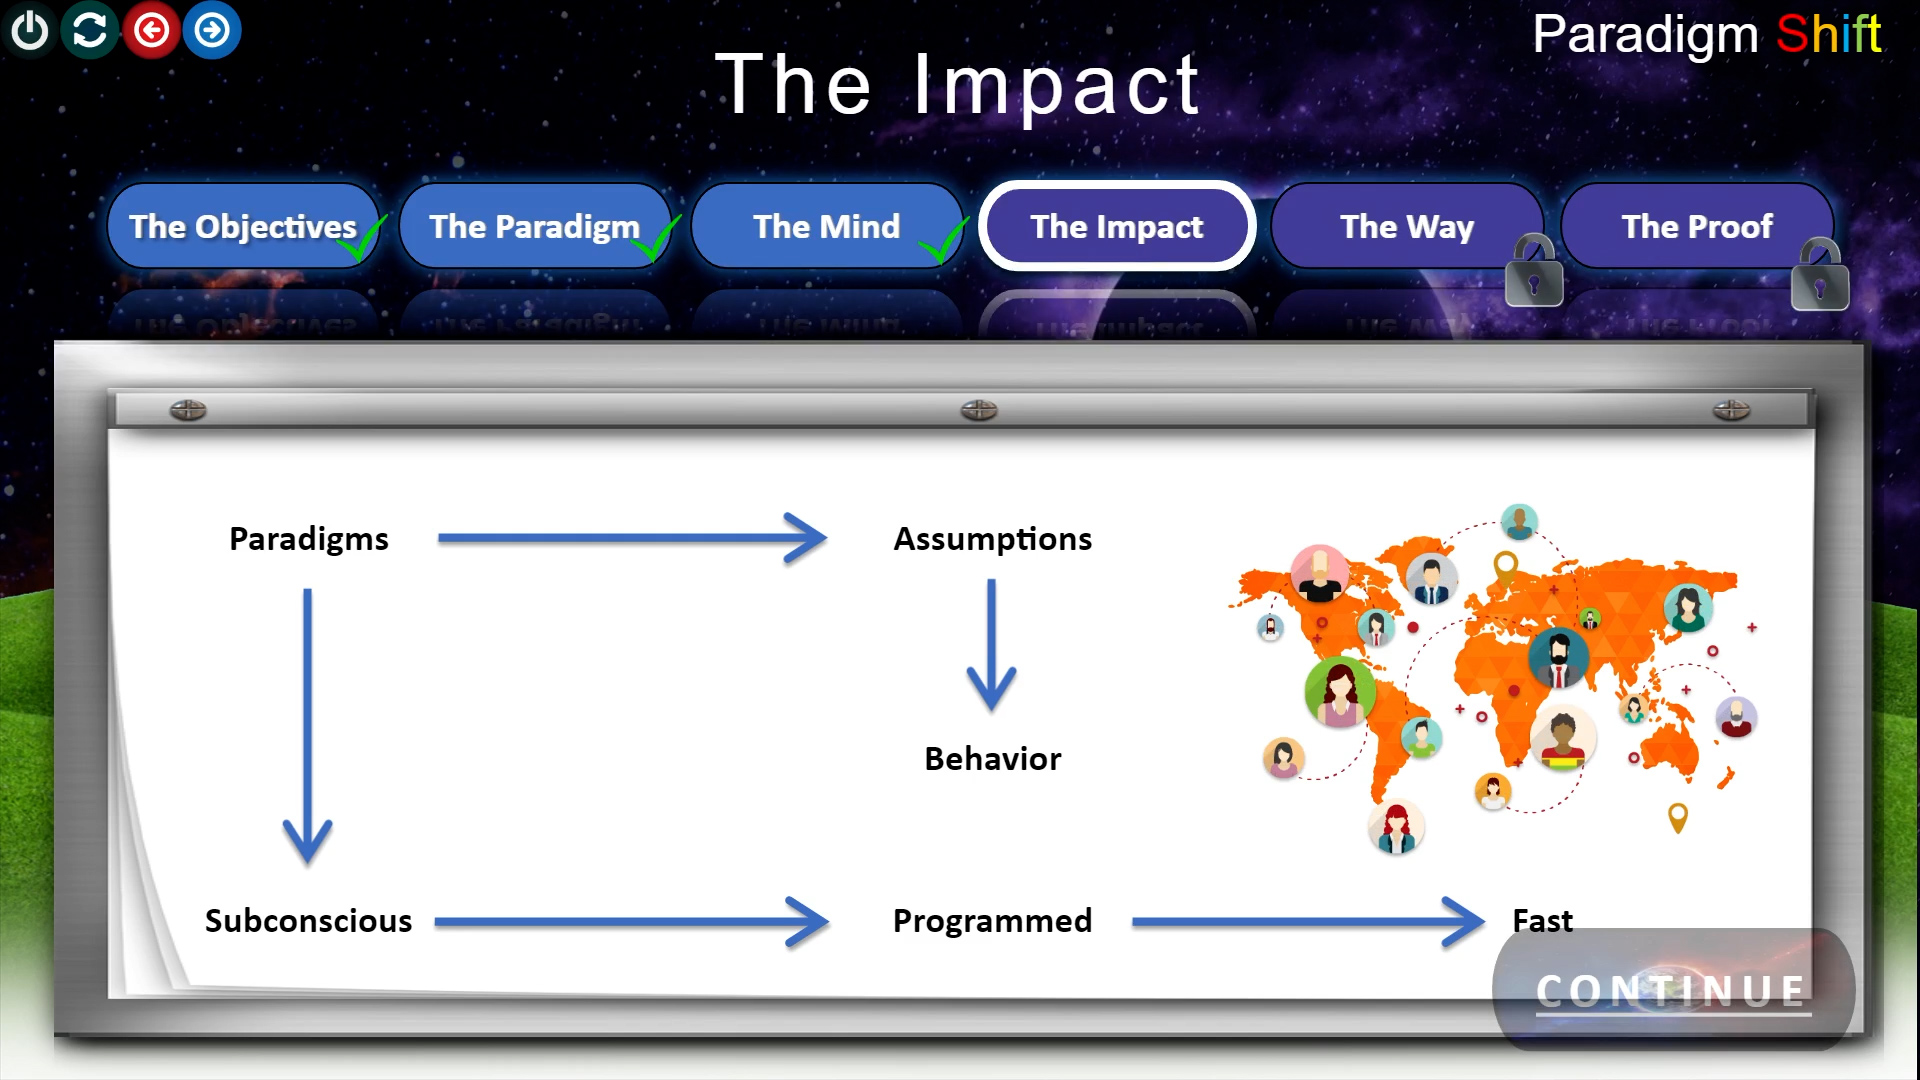 Paradigm Shift
The Impact
The Objectives
The Paradigm
The Mind
The Impact
The Way
The Proof
Paradigms
Assumptions
Behavior
Subconscious
Programmed
Fast
CONTINUE